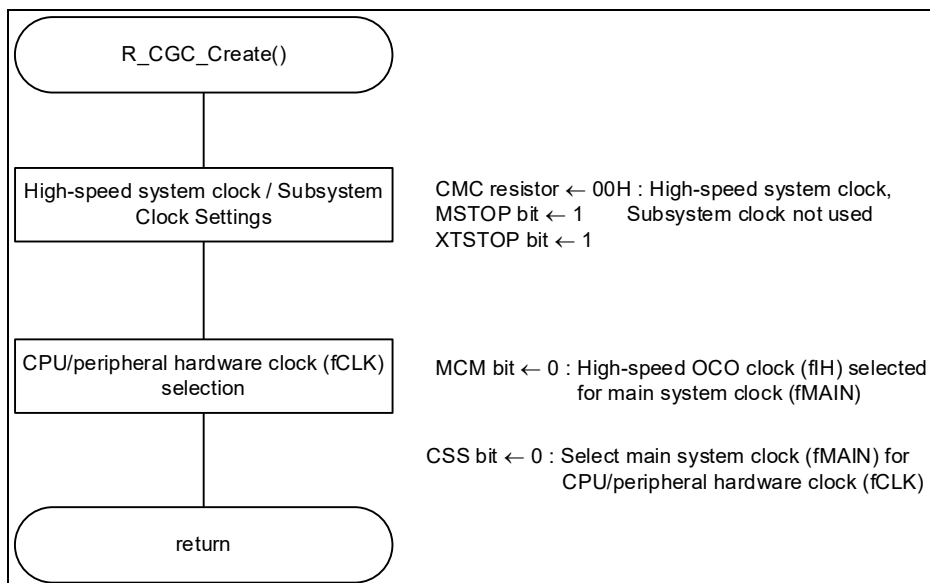 R_CGC_Create()
High-speed system clock / Subsystem
Clock Settings
CMC resistor ← 00H : High-speed system clock,
MSTOP bit ← 1 Subsystem clock not used
XTSTOP bit ← 1
CPU/peripheral hardware clock (fCLK)
selection
MCM bit ← 0 : High-speed OCO clock (fIH) selected
for main system clock (fMAIN)
CSS bit ← 0 : Select main system clock (fMAIN) for
CPU/peripheral hardware clock (fCLK)
return